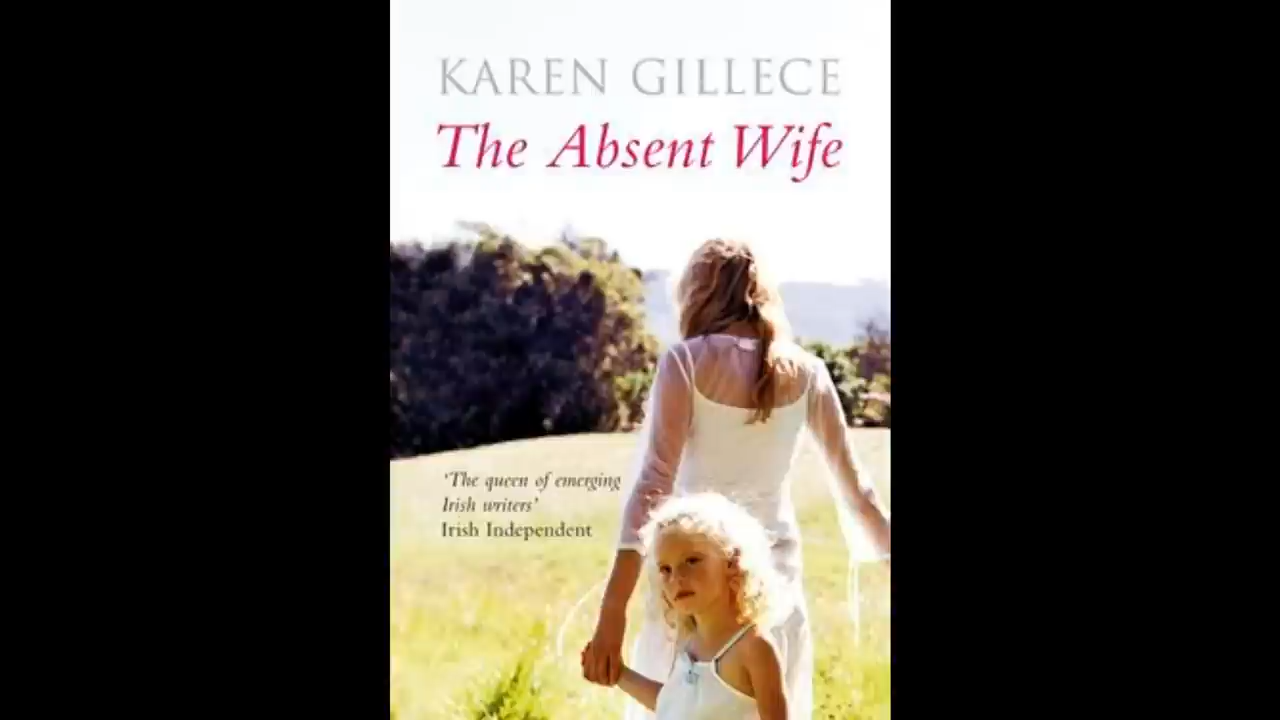 KAREN GILLECE
The Absent Wife
‘The queen of emerging
Irish writers’
Irish Independent